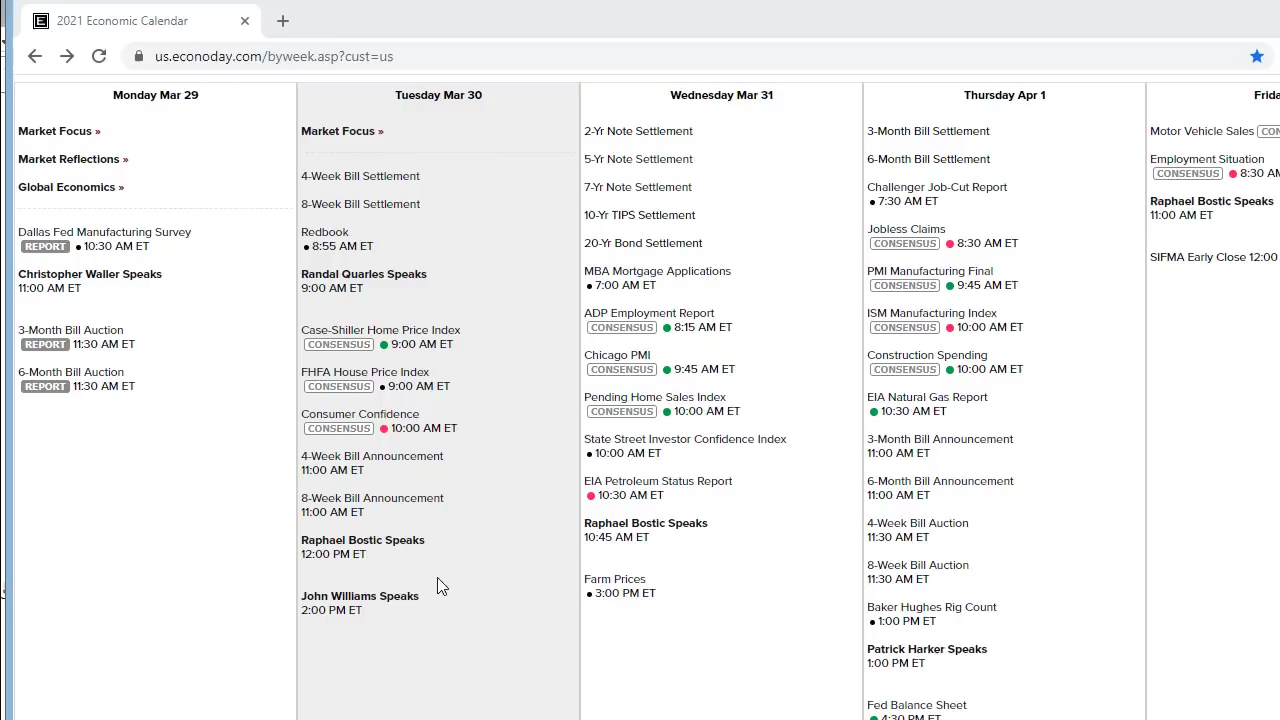 2021 Economic Calendar
us.econoday.com/byweek.asp?cust=us
Monday Mar 29
Market Focus »
Market Reflections »
Global Economics »
Dallas Fed Manufacturing Survey
REPORT 10:30 AM ET
Christopher Waller Speaks
11:00 AM ET
3-Month Bill Auction
REPORT 11:30 AM ET
6-Month Bill Auction
REPORT 11:30 AM ET
Tuesday Mar 30
Market Focus »
4-Week Bill Settlement
8-Week Bill Settlement
Redbook
8:55 AM ET
Randal Quarles Speaks
9:00 AM ET
Case-Shiller Home Price Index
CONSENSUS 9:00 AM ET
FHFA House Price Index
CONSENSUS 9:00 AM ET
Consumer Confidence
CONSENSUS 10:00 AM ET
4-Week Bill Announcement
11:00 AM ET
8-Week Bill Announcement
11:00 AM ET
Raphael Bostic Speaks
12:00 PM ET
John Williams Speaks
2:00 PM ET
Wednesday Mar 31
2-Yr Note Settlement
5-Yr Note Settlement
7-Yr Note Settlement
10-Yr TIPS Settlement
20-Yr Bond Settlement
MBA Mortgage Applications
7:00 AM ET
ADP Employment Report
CONSENSUS 8:15 AM ET
Chicago PMI
CONSENSUS 9:45 AM ET
Pending Home Sales Index
CONSENSUS 10:00 AM ET
State Street Investor Confidence Index
10:00 AM ET
EIA Petroleum Status Report
10:30 AM ET
Raphael Bostic Speaks
10:45 AM ET
Farm Prices
3:00 PM ET
Thursday Apr 1
3-Month Bill Settlement
6-Month Bill Settlement
Challenger Job-Cut Report
7:30 AM ET
Jobless Claims
CONSENSUS 8:30 AM ET
PMI Manufacturing Final
CONSENSUS 9:45 AM ET
ISM Manufacturing Index
CONSENSUS 10:00 AM ET
Construction Spending
CONSENSUS 10:00 AM ET
EIA Natural Gas Report
10:30 AM ET
3-Month Bill Announcement
11:00 AM ET
6-Month Bill Announcement
11:00 AM ET
4-Week Bill Auction
11:30 AM ET
8-Week Bill Auction
11:30 AM ET
Baker Hughes Rig Count
1:00 PM ET
Patrick Harker Speaks
1:00 PM ET
Fed Balance Sheet
4:30 PM ET
Frida
Motor Vehicle Sales CON
Employment Situation
CONSENSUS 8:30 AM
Raphael Bostic Speaks
11:00 AM ET
SIFMA Early Close 12:00